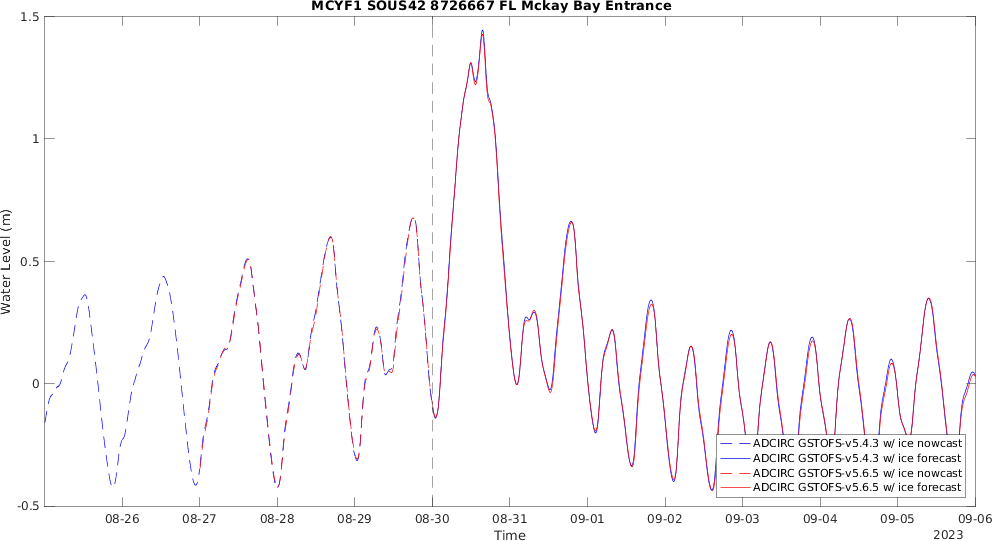 MCYF1 SOUS42 8726667 FL Mckay Bay Entrance
1.5
1
0.5
0
-0.5
Water Level (m)
08-26 08-27 08-28 08-29 08-30 08-31 09-01 09-02 09-03 09-04 09-05 09-06
Time
2023
ADCIRC GSTOFS-v5.4.3 w/ ice nowcast
ADCIRC GSTOFS-v5.4.3 w/ ice forecast
ADCIRC GSTOFS-v5.6.5 w/ ice nowcast
ADCIRC GSTOFS-v5.6.5 w/ ice forecast